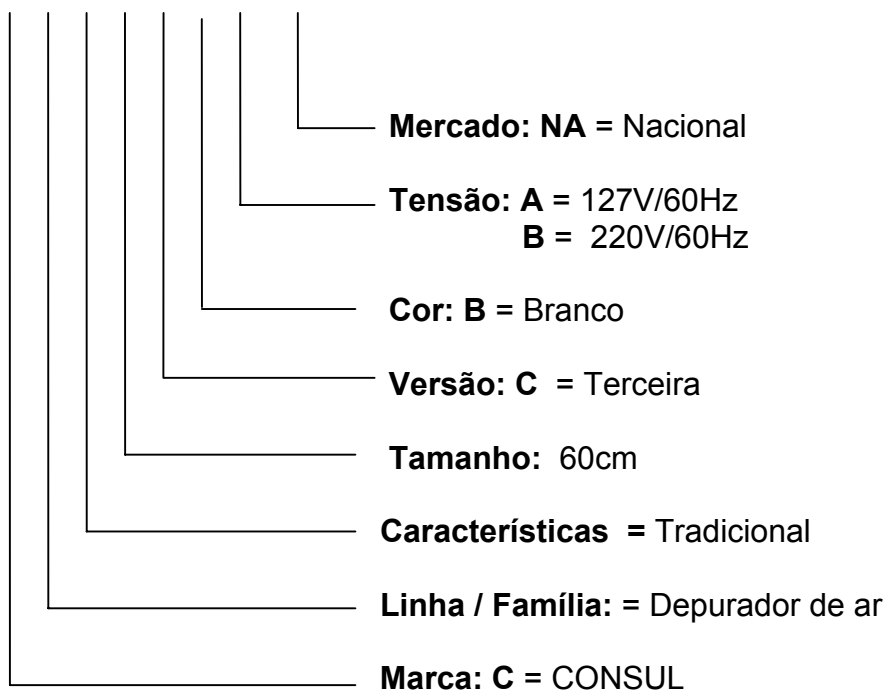 Mercado: NA = Nacional
Tensão: A = 127V/60Hz
B = 220V/60Hz
Cor: B = Branco
Versão: C = Terceira
Tamanho: 60cm
Características = Tradicional
Linha / Família: = Depurador de ar
Marca: C = CONSUL